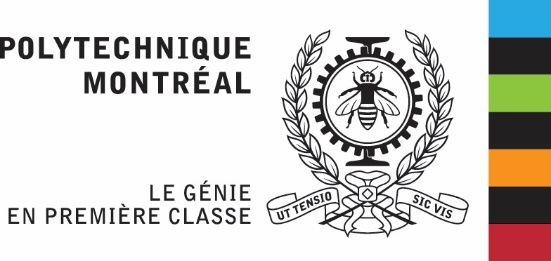 POLYTECHNIQUE
MONTRÉAL
LE GÉNIE
EN PREMIÈRE CLASSE
UT TENSIO SIC VIS